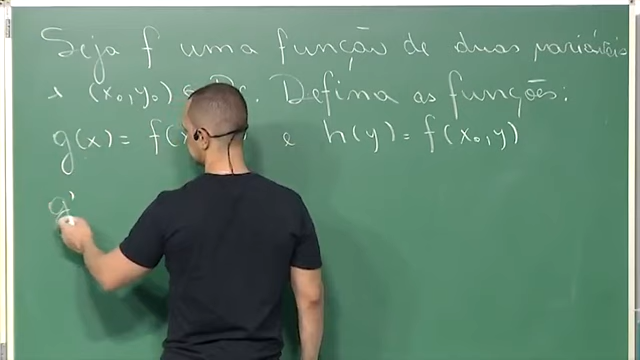 Seja f uma função de duas variáveis
e (x₀,y₀) ∈ D. Defina as funções:
g(x) = f(x e h(y) = f(x₀,y)
g'